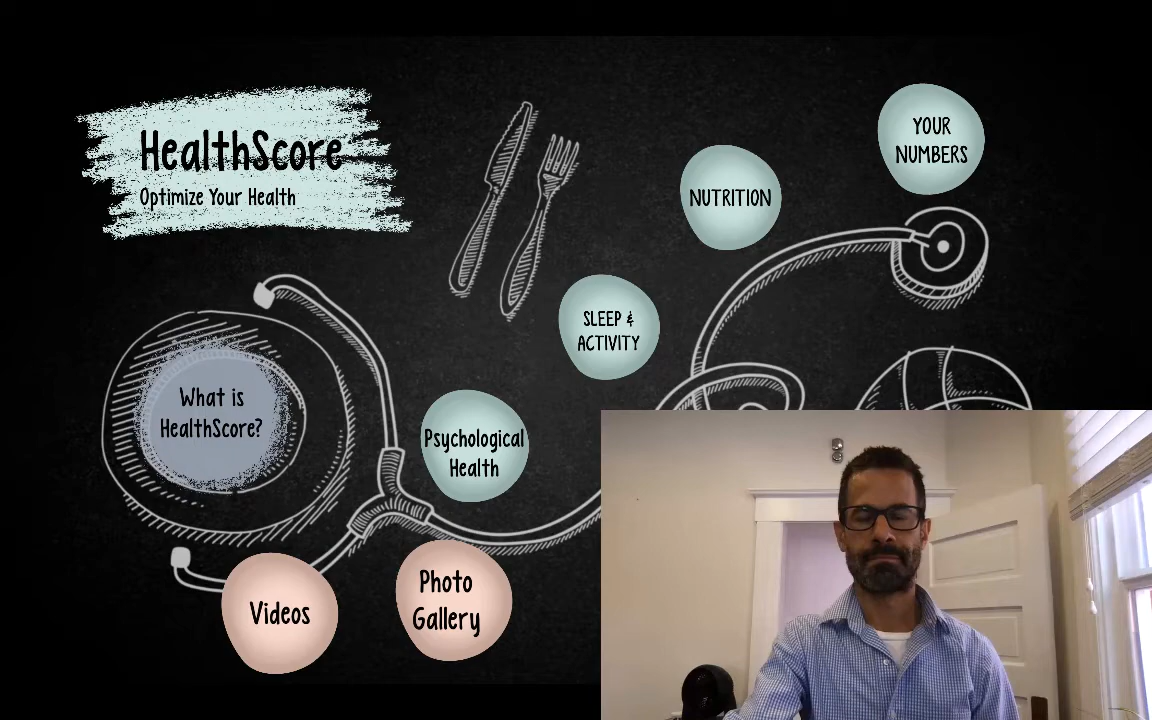 HealthScore
Optimize Your Health
YOUR
NUMBERS
NUTRITION
SLEEP &
ACTIVITY
What is
HealthScore?
Psychological
Health
Videos
Photo
Gallery